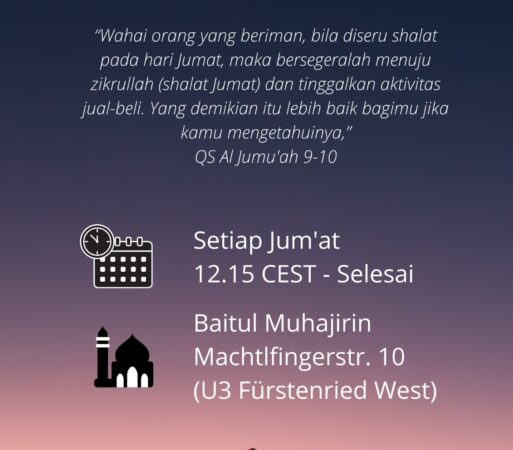 “Wahai orang yang beriman, bila diseru shalat
pada hari Jumat, maka bersegeralah menuju
zikrullah (shalat Jumat) dan tinggalkan aktivitas
jual-beli. Yang demikian itu lebih baik bagimu jika
kamu mengetahuinya,”
QS Al Jumu'ah 9-10
Setiap Jum'at
12.15 CEST - Selesai
Baitul Muhajirin
Machtlfingerstr. 10
(U3 Fürstenried West)